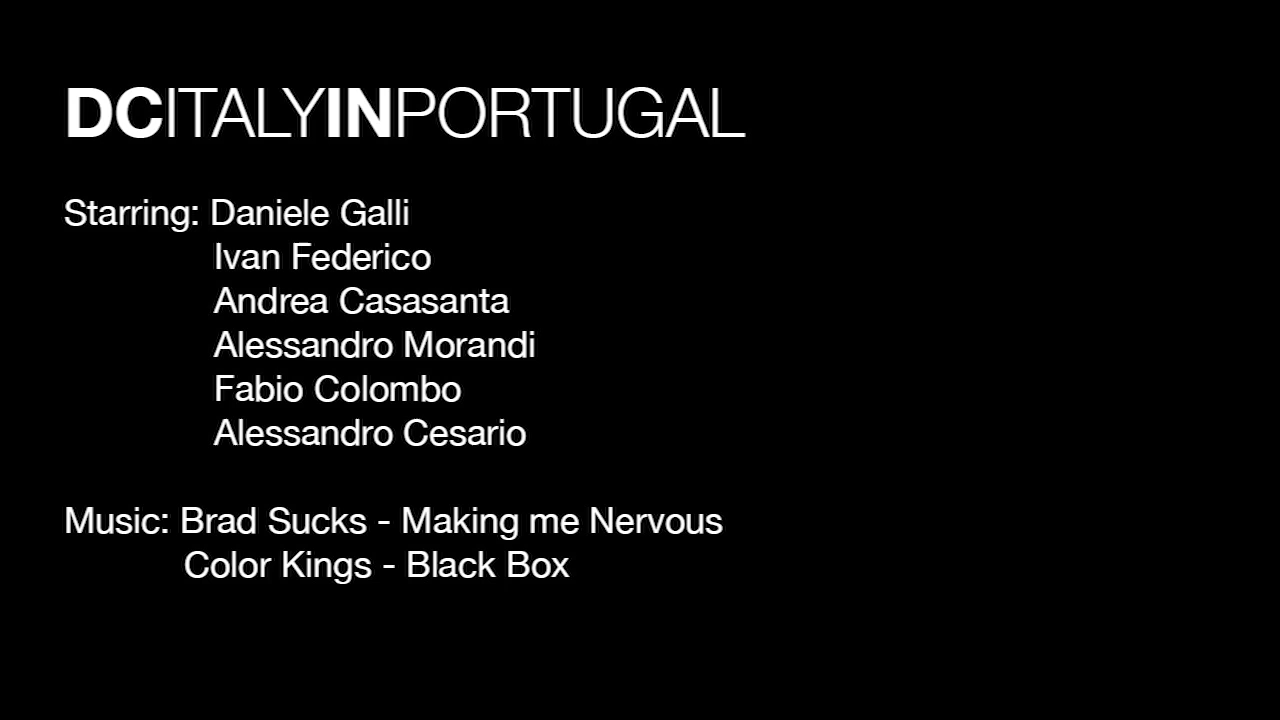 DCITALYINPORTUGAL
Starring: Daniele Galli
Ivan Federico
Andrea Casasanta
Alessandro Morandi
Fabio Colombo
Alessandro Cesario
Music: Brad Sucks - Making me Nervous
Color Kings - Black Box